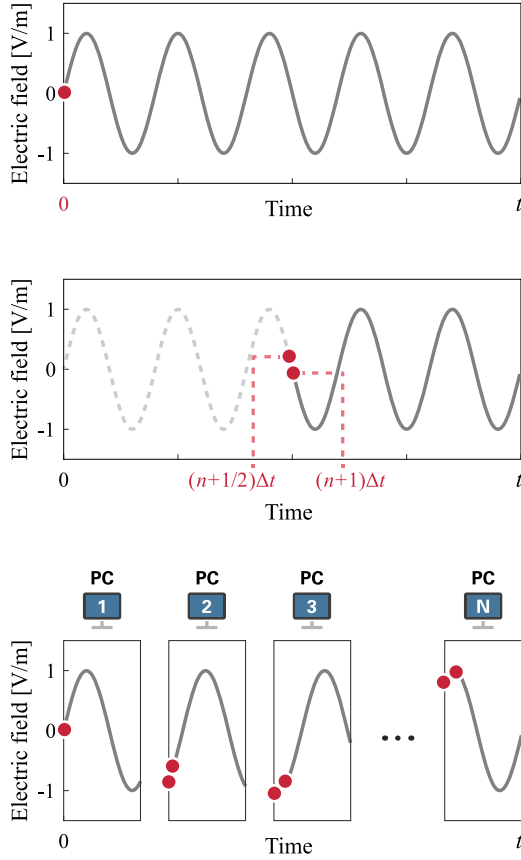 Electric field [V/m]
1
0
-1
0
Time
t
Electric field [V/m]
1
0
-1
(n+1/2)Δt
(n+1)Δt
0
t
Time
PC
PC
PC
PC
1
2
3
N
Electric field [V/m]
1
0
-1
...
0
Time
t